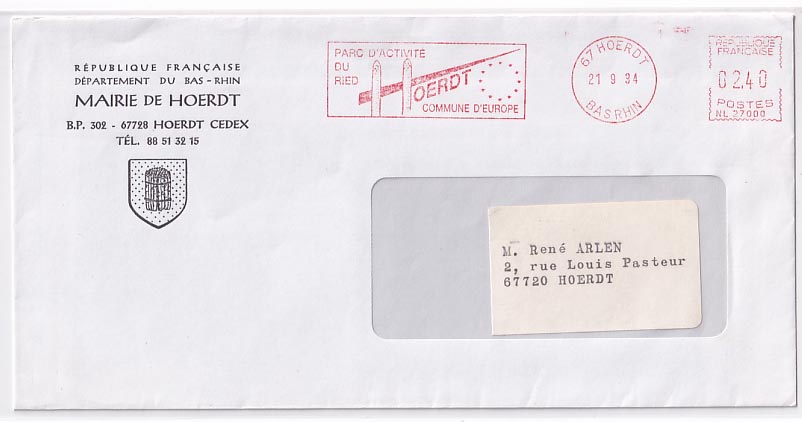 RÉPUBLIQUE FRANÇAISE
DÉPARTEMENT DU BAS-RHIN
MAIRIE DE HOERDT
B.P. 302 - 67728 HOERDT CEDEX
TÉL. 88 51 32 15
PARC D'ACTIVITÉ
DU
RIED
HOERDT
COMMUNE D'EUROPE
67 HOERDT
21 9 94
BAS RHIN
REPUBLIQUE
FRANCAISE
02.40
POSTES
NL 27000
M. René ARLEN
2, rue Louis Pasteur
67720 HOERDT